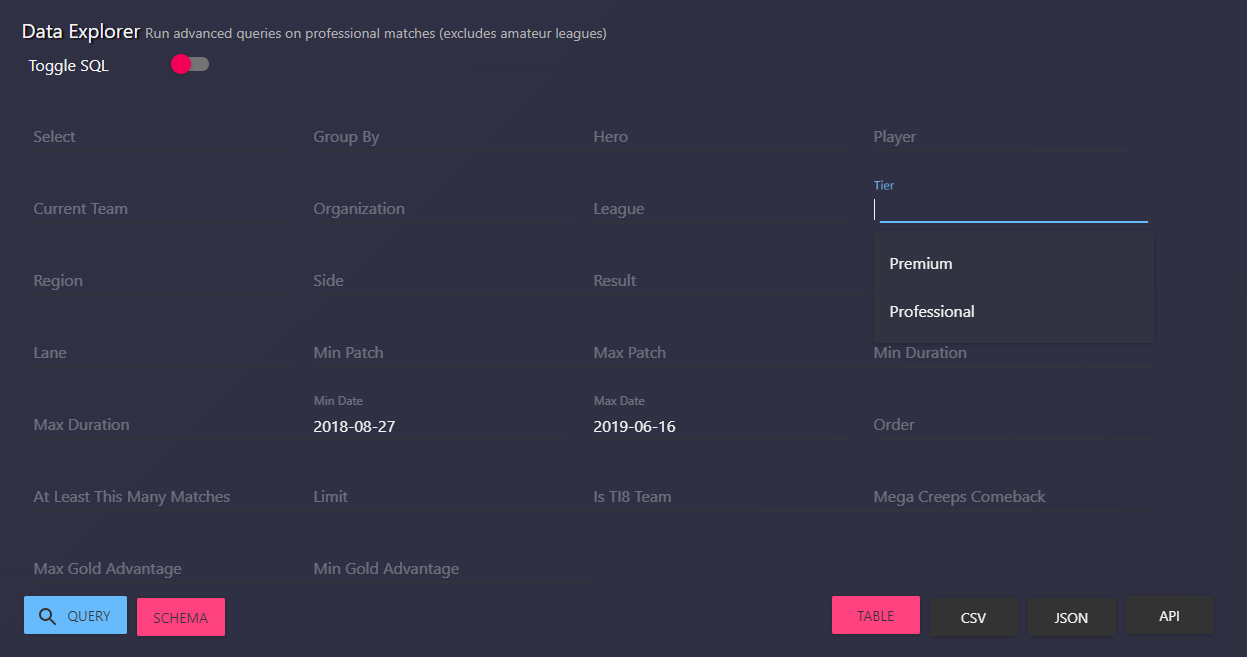 Data Explorer Run advanced queries on professional matches (excludes amateur leagues)
Toggle SQL
Select Group By Hero Player
Tier
Current Team Organization League
Premium
Region Side Result
Professional
Lane Min Patch Max Patch Min Duration
Min Date Max Date
Max Duration 2018-08-27 2019-06-16 Order
At Least This Many Matches Limit Is TI8 Team Mega Creeps Comeback
Max Gold Advantage Min Gold Advantage
QUERY SCHEMA TABLE CSV JSON API